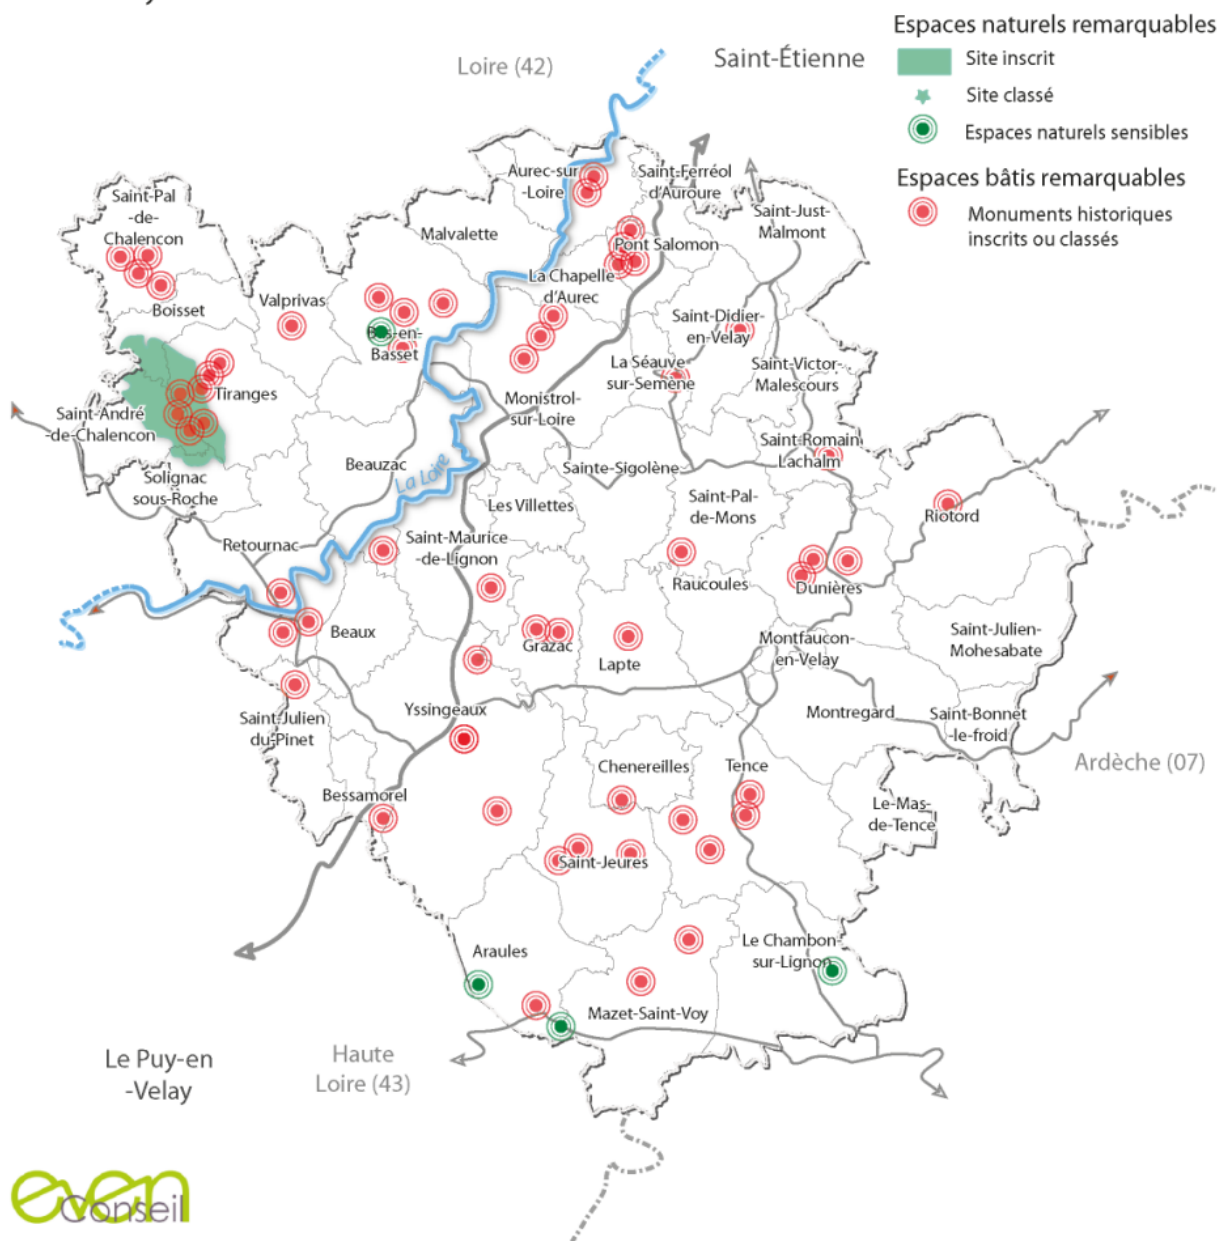 Espaces naturels remarquables
Site inscrit
Site classé
Espaces naturels sensibles
Espaces bâtis remarquables
Monuments historiques
inscrits ou classés
Loire (42)
Saint-Étienne
Aurec-sur
-Loire
Saint-Ferréol
d'Auroure
Saint-Pal
-de-
Chalencon
Saint-Just-
Malmont
Malvalette
Pont Salomon
La Chapelle
d'Aurec
Boisset
Valprivas
Saint-Didier-
en-Velay
Bas-en-
Basset
La Séauve
-sur-Semène
Saint-Victor-
Malescours
Tiranges
Monistrol-
sur-Loire
Saint-André
-de-Chalencon
Saint-Romain
Lachalm
Beauzac
La Loire
Sainte-Sigolène
Solignac
sous-Roche
Les Villettes
Saint-Pal-
de-Mons
Riotord
Retournac
Saint-Maurice
-de-Lignon
Raucoules
Dunières
Beaux
Grazac
Lapte
Montfaucon-
en-Velay
Saint-Julien-
Mohesabate
Yssingeaux
Saint-Julien
du-Pinet
Montregard
Saint-Bonnet
-le-froid
Chenereilles
Tence
Ardèche (07)
Bessamorel
Le-Mas-
de-Tence
Saint-Jeures
Araules
Le Chambon-
sur-Lignon
Mazet-Saint-Voy
Le Puy-en
-Velay
Haute
Loire (43)
even
Conseil